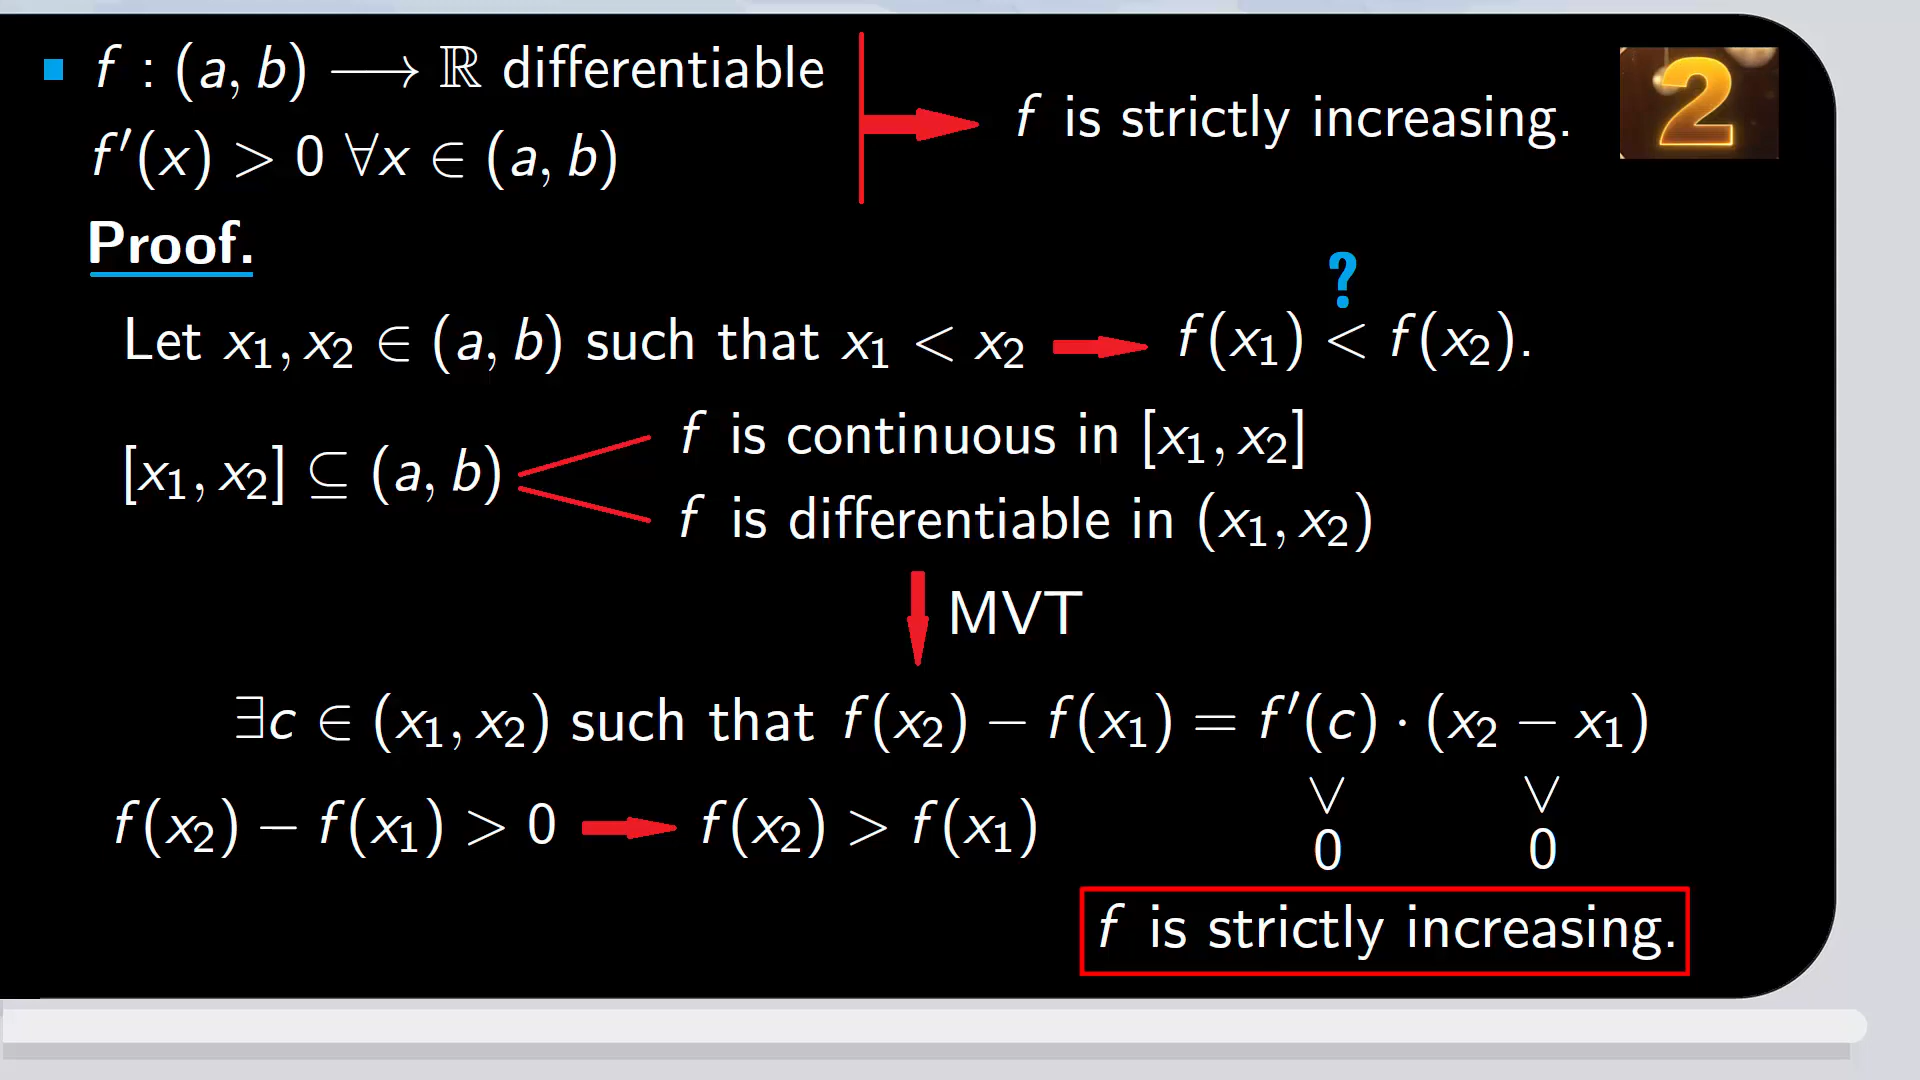 f : (a, b) ⟶ ℝ differentiable
f′(x) > 0 ∀x ∈ (a, b)
f is strictly increasing.
2
Proof.
Let x₁, x₂ ∈ (a, b) such that x₁ < x₂ f(x₁) < f(x₂).
?
[x₁, x₂] ⊆ (a, b)
f is continuous in [x₁, x₂]
f is differentiable in (x₁, x₂)
MVT
∃c ∈ (x₁, x₂) such that f(x₂) − f(x₁) = f′(c) · (x₂ − x₁)
∨ ∨
0 0
f(x₂) − f(x₁) > 0 f(x₂) > f(x₁)
f is strictly increasing.